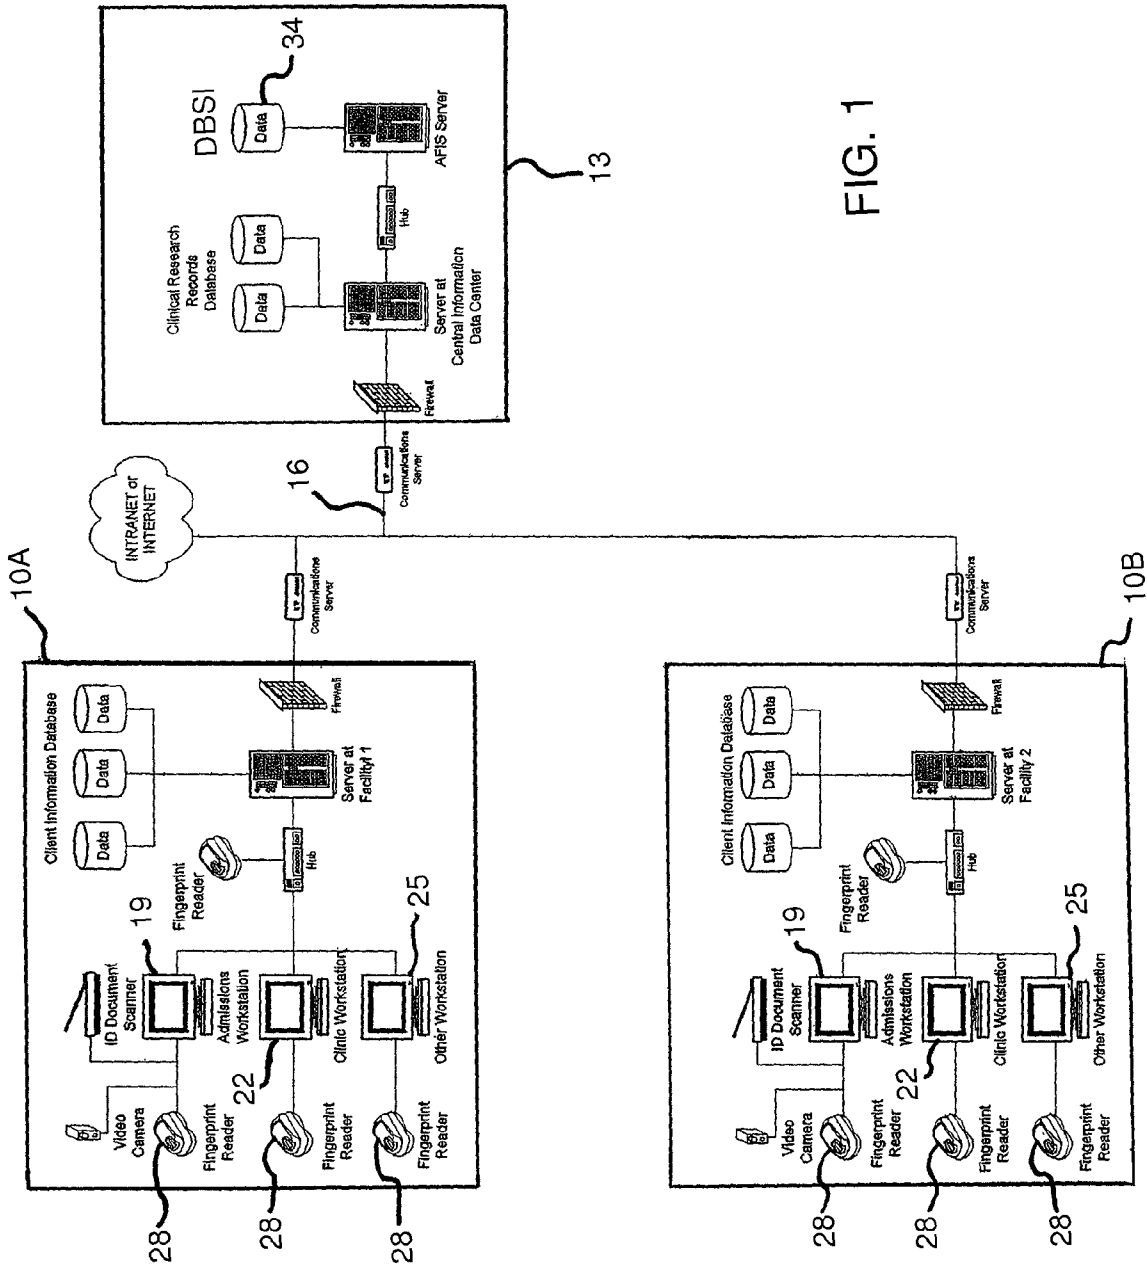 10A
Client Information Database
Data
Data
Data
Fingerprint
Reader
Hub
Server at
Facility 1
Firewall
Communications
Server
19
ID Document
Scanner
Admissions
Workstation
22
Clinic Workstation
25
Other Workstation
Video
Camera
Fingerprint
Reader
28
Fingerprint
Reader
28
Fingerprint
Reader
28
INTRANET or
INTERNET
16
Communications
Server
Firewall
Clinical Research
Records
Database
Data
Data
Server at
Central Information
Data Center
Hub
DBSI
Data
34
AFIS Server
13
10B
Client Information Database
Data
Data
Data
Fingerprint
Reader
Hub
Server at
Facility 2
Firewall
Communications
Server
19
ID Document
Scanner
Admissions
Workstation
22
Clinic Workstation
25
Other Workstation
Video
Camera
Fingerprint
Reader
28
Fingerprint
Reader
28
Fingerprint
Reader
28
FIG. 1